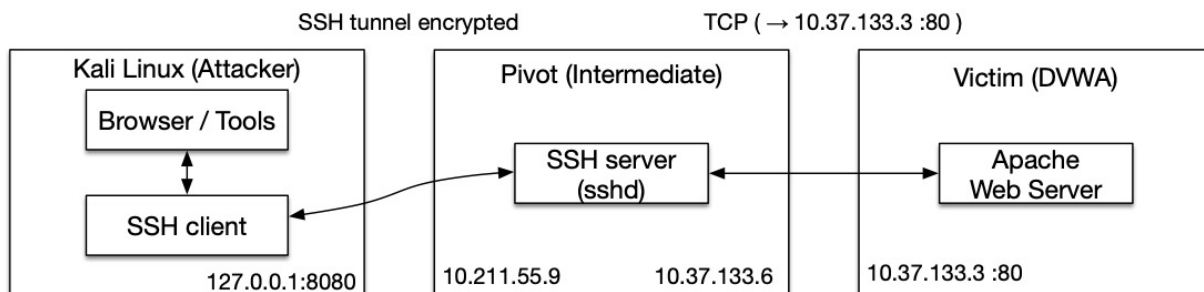 SSH tunnel encrypted
TCP ( → 10.37.133.3 :80 )
Kali Linux (Attacker)
Browser / Tools
SSH client
127.0.0.1:8080
Pivot (Intermediate)
SSH server
(sshd)
10.211.55.9
10.37.133.6
Victim (DVWA)
Apache
Web Server
10.37.133.3 :80